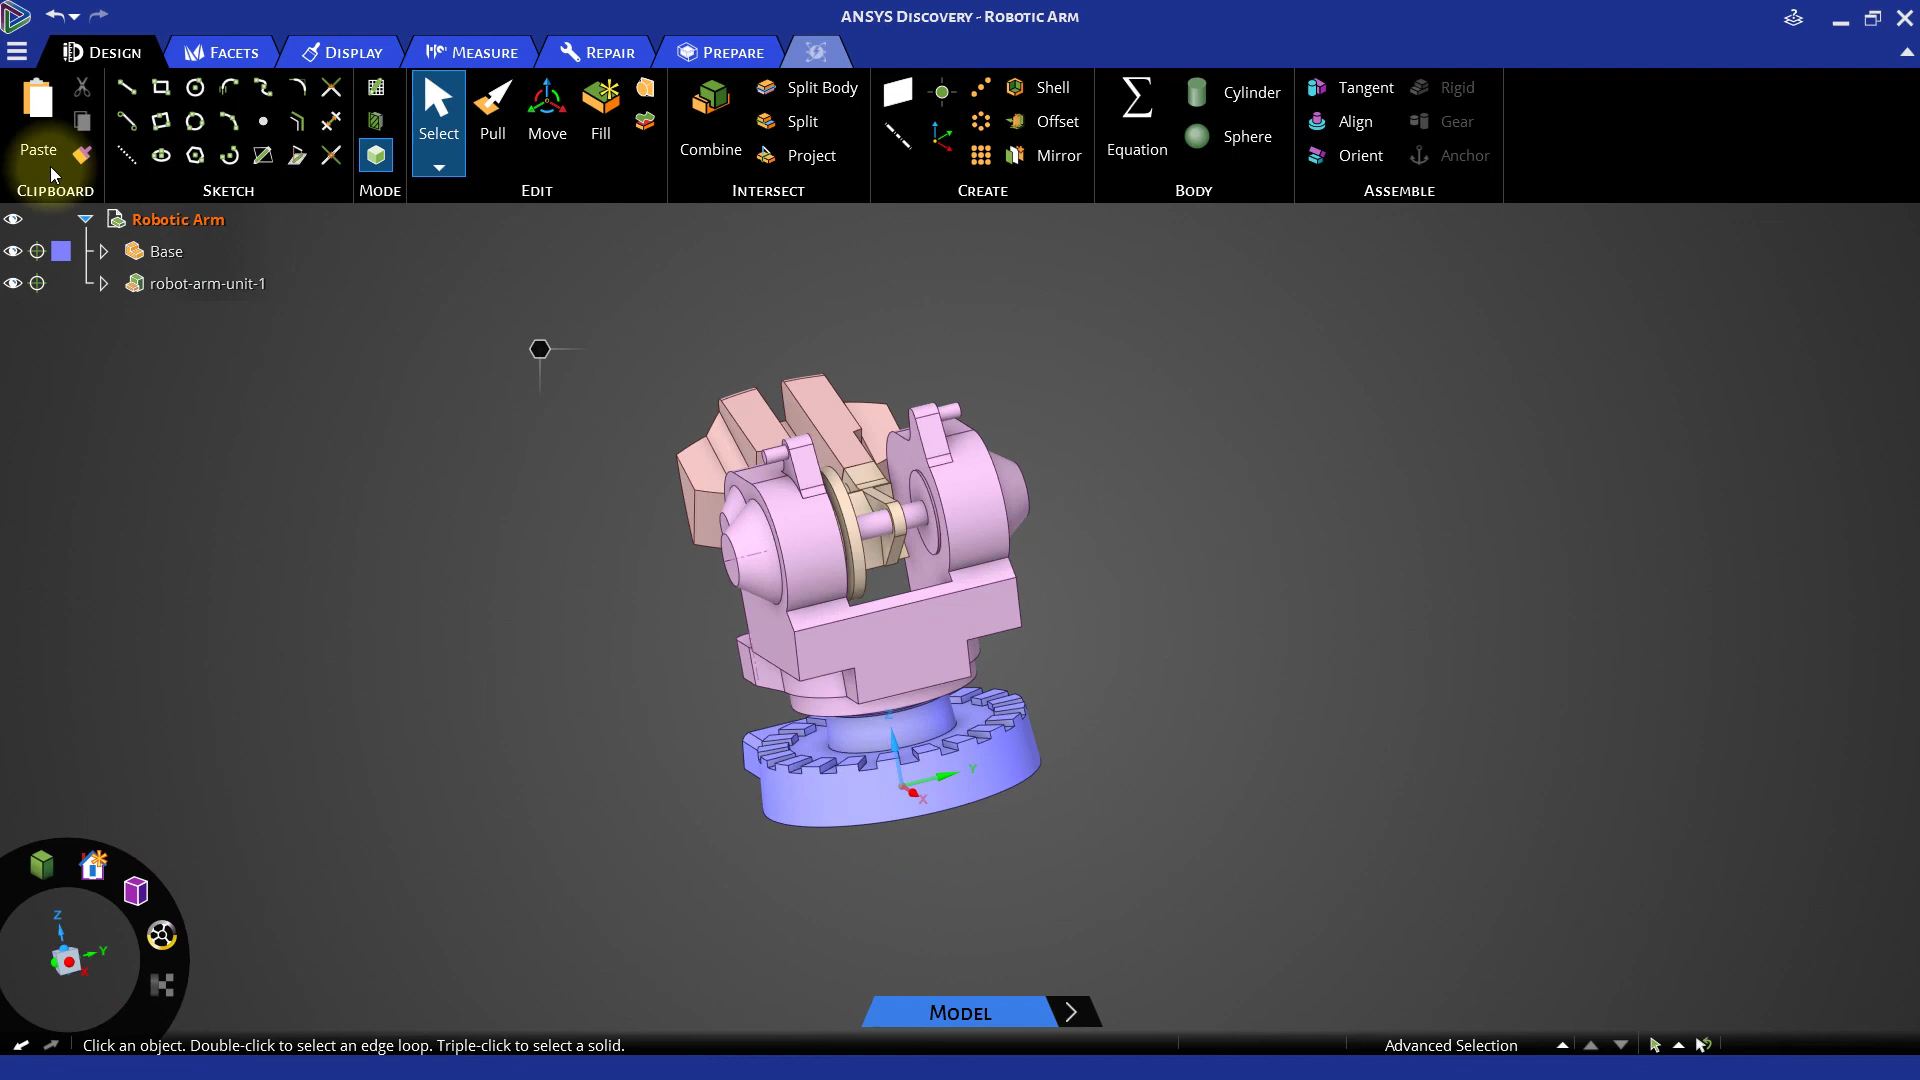 ANSYS Discovery - Robotic Arm
Design
Facets
Display
Measure
Repair
Prepare
Paste
Clipboard
Sketch
Mode
Select
Pull
Move
Fill
Edit
Combine
Split Body
Split
Project
Intersect
Shell
Offset
Mirror
Create
Equation
Cylinder
Sphere
Body
Tangent
Align
Orient
Rigid
Gear
Anchor
Assemble
Robotic Arm
Base
robot-arm-unit-1
Z
Y
X
Z
Y
X
Model
Click an object. Double-click to select an edge loop. Triple-click to select a solid.
Advanced Selection